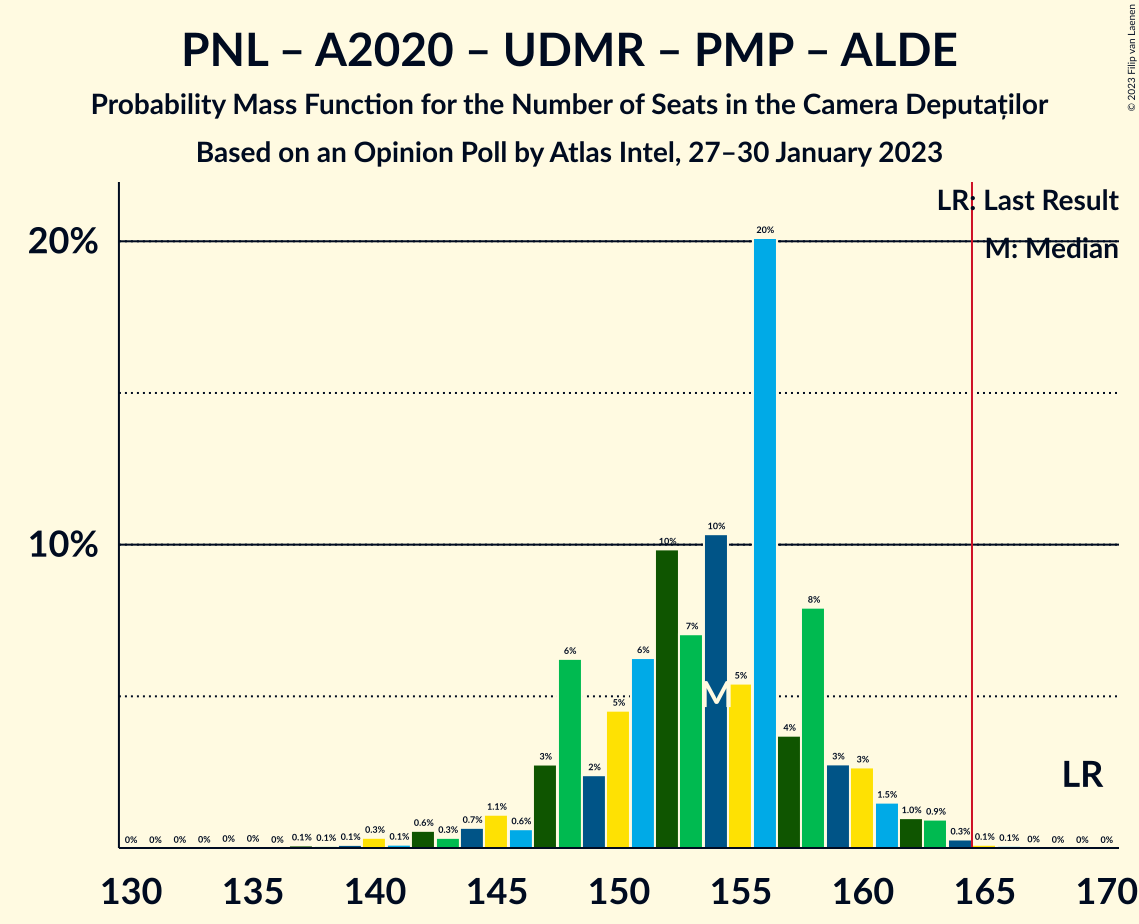 PNL – A2020 – UDMR – PMP – ALDE
Probability Mass Function for the Number of Seats in the Camera Deputaților
Based on an Opinion Poll by Atlas Intel, 27–30 January 2023
© 2023 Filip van Laenen
LR: Last Result
M: Median
20%
10%
0% 0% 0% 0% 0% 0% 0% 0.1% 0.1% 0.1% 0.3% 0.1% 0.6% 0.3% 0.7% 1.1% 0.6% 3% 6% 2% 5% 6% 10% 7% 10% 5% 20% 4% 8% 3% 3% 1.5% 1.0% 0.9% 0.3% 0.1% 0.1% 0% 0% 0% 0%
M
LR
130 135 140 145 150 155 160 165 170